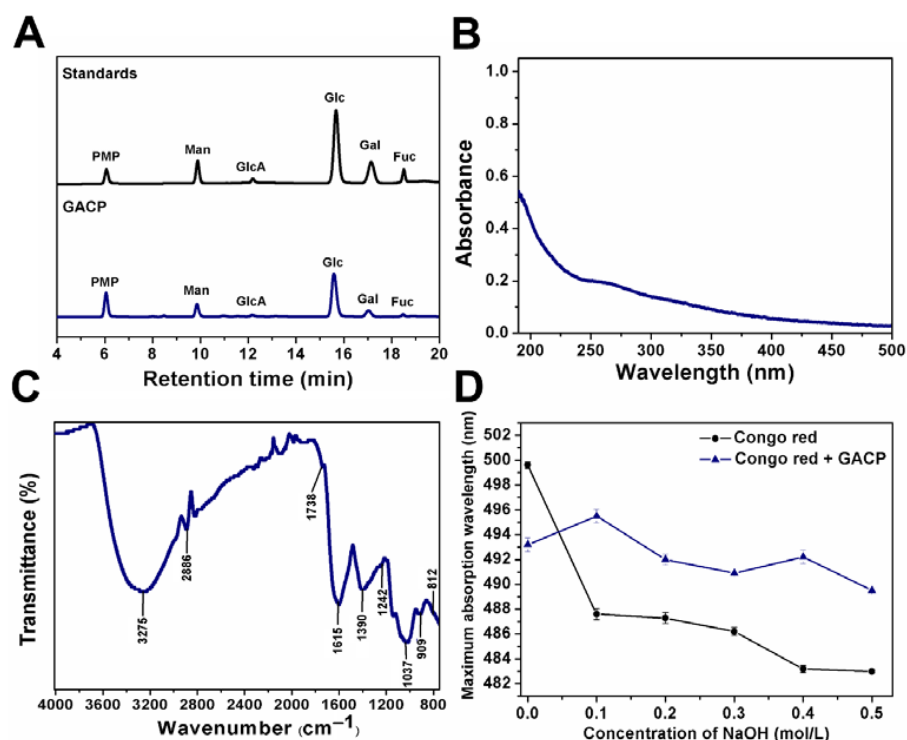 A
Standards
PMP
Man
GlcA
Glc
Gal
Fuc
GACP
PMP
Man
GlcA
Glc
Gal
Fuc
4 6 8 10 12 14 16 18 20
Retention time (min)
B
Absorbance
1.0
0.8
0.6
0.4
0.2
0.0
200 250 300 350 400 450 500
Wavelength (nm)
C
Transmittance (%)
3275
2886
1738
1615
1390
1242
1037
909
812
4000 3600 2800 2400 2000 1600 1200 800
Wavenumber (cm⁻¹)
D
Maximum absorption wavelength (nm)
502
500
498
496
494
492
490
488
486
484
482
Congo red
Congo red + GACP
0.0 0.1 0.2 0.3 0.4 0.5
Concentration of NaOH (mol/L)